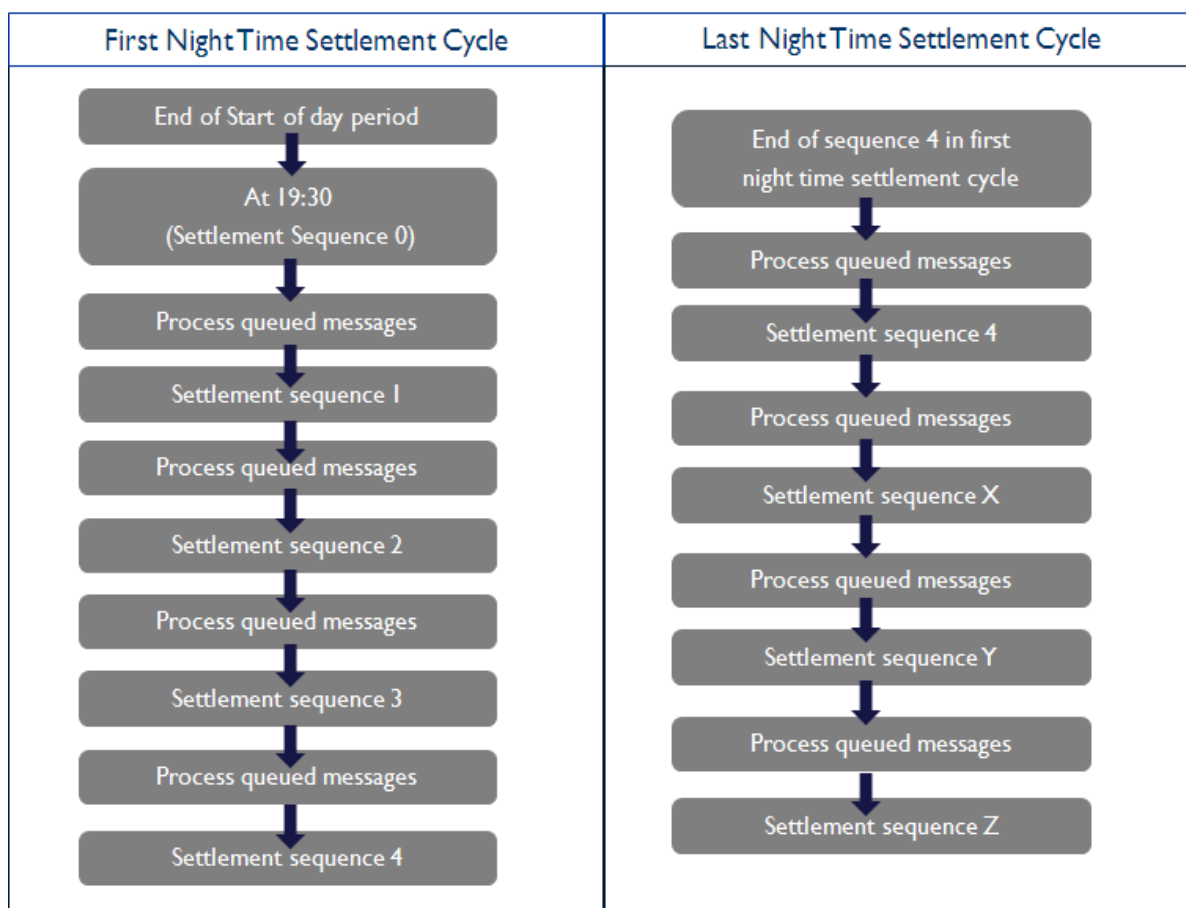 First Night Time Settlement Cycle
End of Start of day period
At 19:30
(Settlement Sequence 0)
Process queued messages
Settlement sequence 1
Process queued messages
Settlement sequence 2
Process queued messages
Settlement sequence 3
Process queued messages
Settlement sequence 4
Last Night Time Settlement Cycle
End of sequence 4 in first
night time settlement cycle
Process queued messages
Settlement sequence 4
Process queued messages
Settlement sequence X
Process queued messages
Settlement sequence Y
Process queued messages
Settlement sequence Z